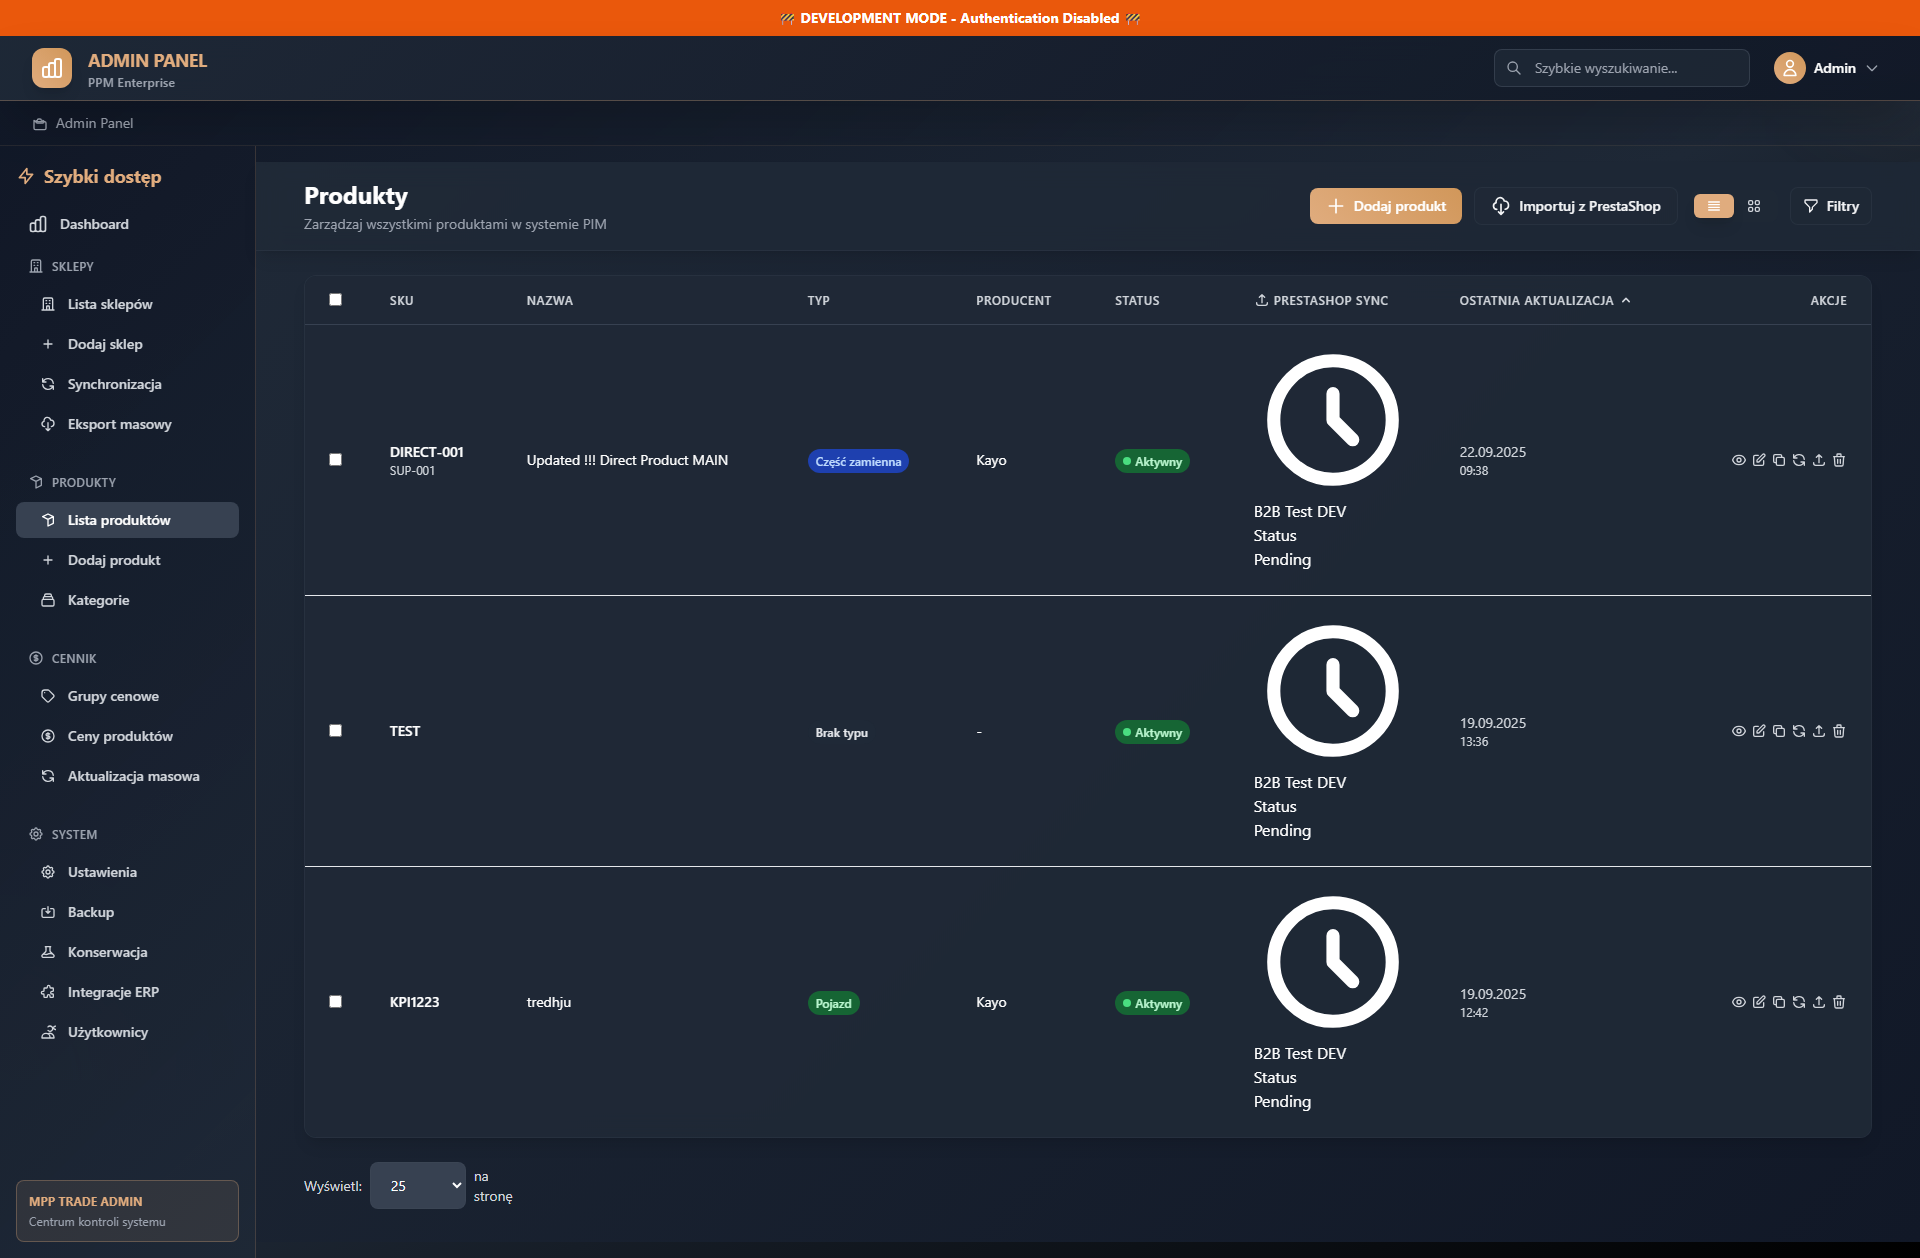 🚧 DEVELOPMENT MODE - Authentication Disabled 🚧
ADMIN PANEL
PPM Enterprise
Szybkie wyszukiwanie...
Admin
Admin Panel
Szybki dostęp
Dashboard
SKLEPY
Lista sklepów
Dodaj sklep
Synchronizacja
Eksport masowy
PRODUKTY
Lista produktów
Dodaj produkt
Kategorie
CENNIK
Grupy cenowe
Ceny produktów
Aktualizacja masowa
SYSTEM
Ustawienia
Backup
Konserwacja
Integracje ERP
Użytkownicy
MPP TRADE ADMIN
Centrum kontroli systemu
Produkty
Zarządzaj wszystkimi produktami w systemie PIM
Dodaj produkt
Importuj z PrestaShop
Filtry
SKU NAZWA TYP PRODUCENT STATUS PRESTASHOP SYNC OSTATNIA AKTUALIZACJA AKCJE
DIRECT-001
SUP-001
Updated !!! Direct Product MAIN
Część zamienna
Kayo
Aktywny
B2B Test DEV
Status
Pending
22.09.2025
09:38
TEST
Brak typu
-
Aktywny
B2B Test DEV
Status
Pending
19.09.2025
13:36
KPI1223
tredhju
Pojazd
Kayo
Aktywny
B2B Test DEV
Status
Pending
19.09.2025
12:42
Wyświetl:
25
na
stronę